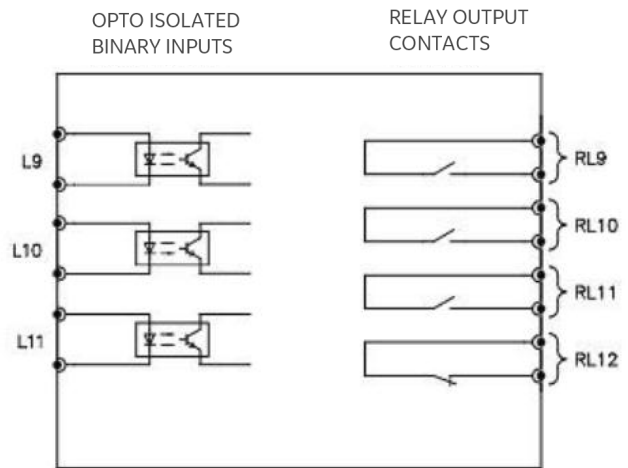 OPTO ISOLATED
BINARY INPUTS
RELAY OUTPUT
CONTACTS
L9
L10
L11
RL9
RL10
RL11
RL12